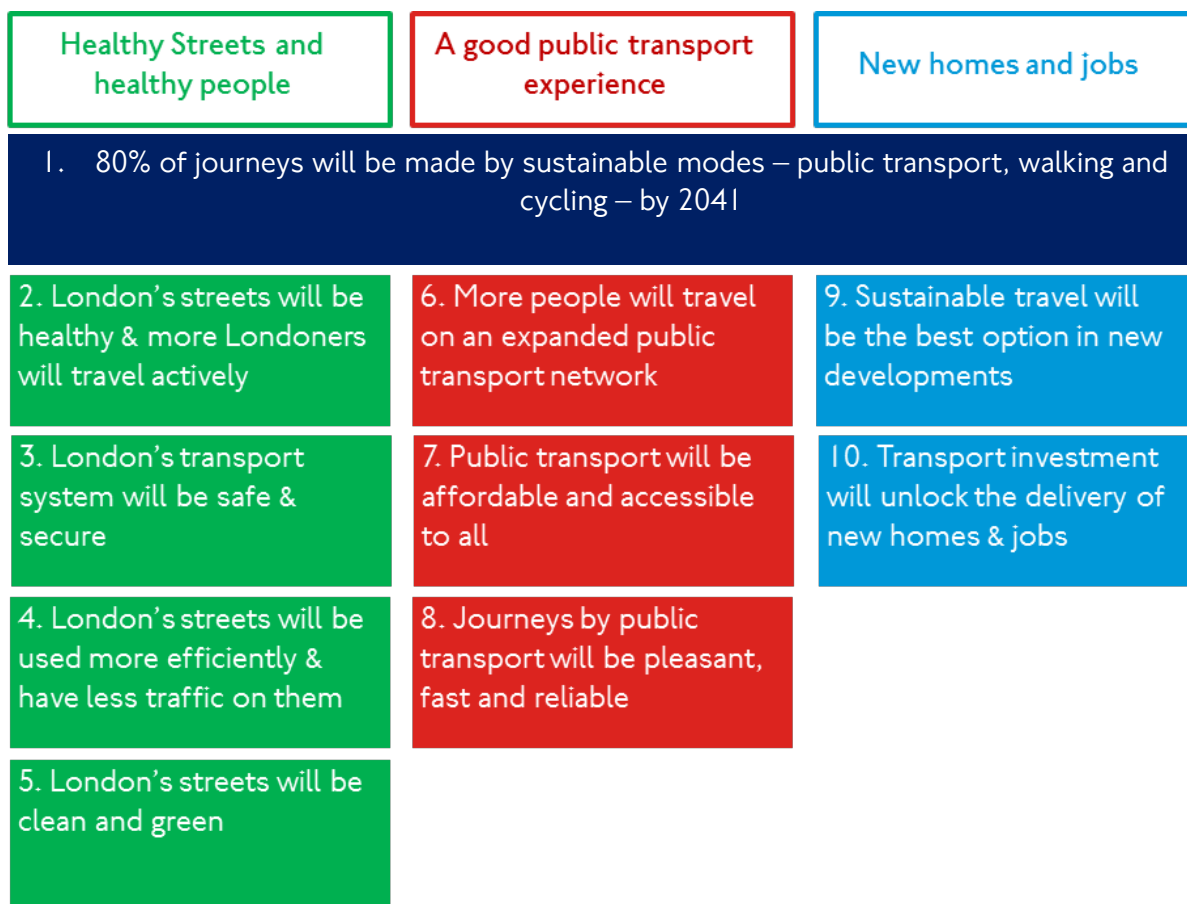 Healthy Streets and
healthy people
A good public transport
experience
New homes and jobs
1. 80% of journeys will be made by sustainable modes – public transport, walking and
cycling – by 2041
2. London's streets will be
healthy & more Londoners
will travel actively
3. London's transport
system will be safe &
secure
4. London's streets will be
used more efficiently &
have less traffic on them
5. London's streets will be
clean and green
6. More people will travel
on an expanded public
transport network
7. Public transport will be
affordable and accessible
to all
8. Journeys by public
transport will be pleasant,
fast and reliable
9. Sustainable travel will
be the best option in new
developments
10. Transport investment
will unlock the delivery of
new homes & jobs